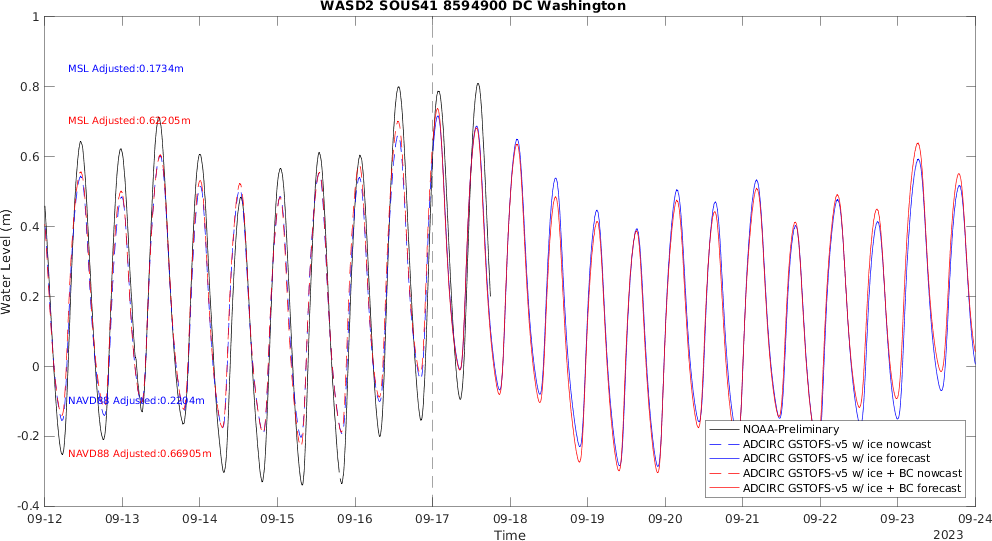 WASD2 SOUS41 8594900 DC Washington
1
0.8
0.6
0.4
0.2
0
-0.2
-0.4
Water Level (m)
MSL Adjusted:0.1734m
MSL Adjusted:0.62205m
NAVD88 Adjusted:0.2204m
NAVD88 Adjusted:0.66905m
NOAA-Preliminary
ADCIRC GSTOFS-v5 w/ ice nowcast
ADCIRC GSTOFS-v5 w/ ice forecast
ADCIRC GSTOFS-v5 w/ ice + BC nowcast
ADCIRC GSTOFS-v5 w/ ice + BC forecast
09-12 09-13 09-14 09-15 09-16 09-17 09-18 09-19 09-20 09-21 09-22 09-23 09-24
Time
2023